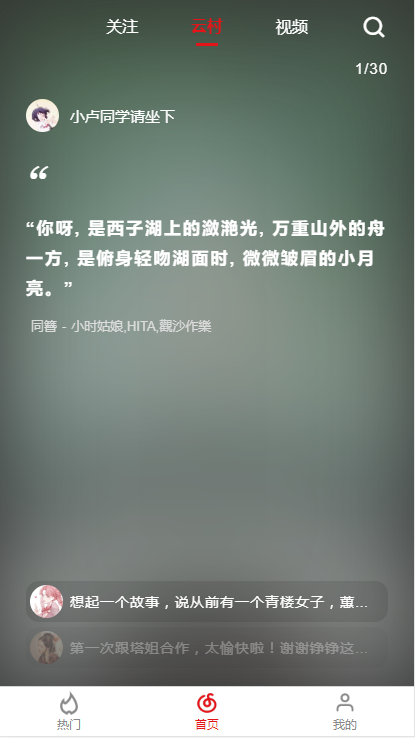 关注 云村 视频
1/30
小卢同学请坐下
“
“你呀, 是西子湖上的潋滟光, 万重山外的舟
一方, 是俯身轻吻湖面时, 微微皱眉的小月
亮。”
同簪 - 小时姑娘,HITA,觀沙作樂
想起一个故事，说从前有一个青楼女子，蕙...
第一次跟塔姐合作，太愉快啦！谢谢铮铮这...
热门 首页 我的